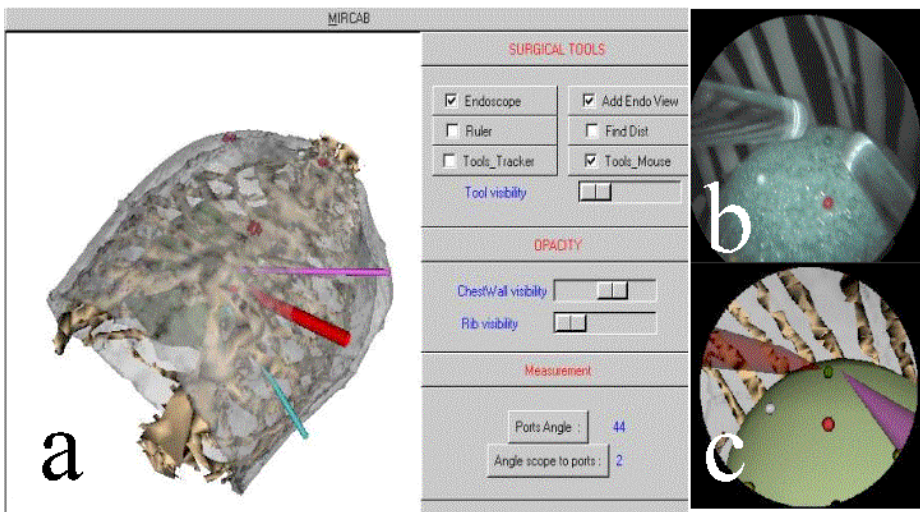 MIRCAB
SURGICAL TOOLS
Endoscope
Add Endo View
Ruler
Find Dist
Tools_Tracker
Tools_Mouse
Tool visibility
OPACITY
ChestWall visibility
Rib visibility
Measurement
Ports Angle : 44
Angle scope to ports : 2
a
b
c